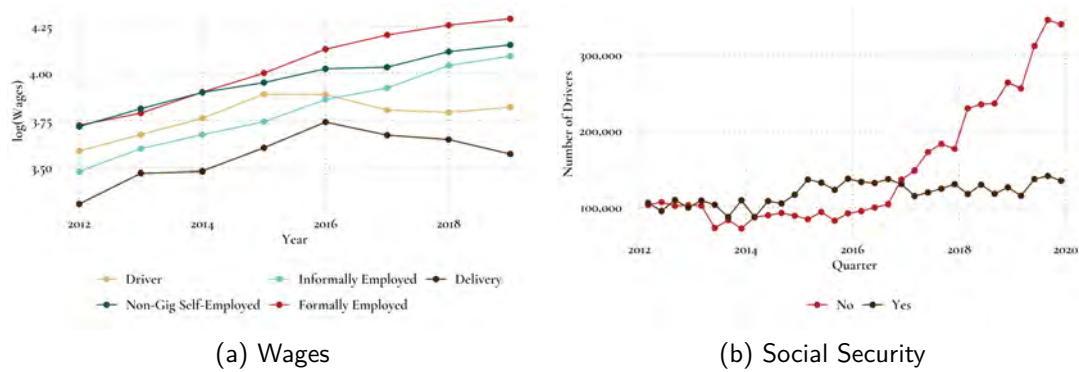 4.25
4.00
3.75
3.50
log(Wages)
2012
2014
2016
2018
Year
Driver
Informally Employed
Delivery
Non-Gig Self-Employed
Formally Employed
(a) Wages
300,000
200,000
100,000
Number of Drivers
2012
2014
2016
2018
2020
Quarter
No
Yes
(b) Social Security